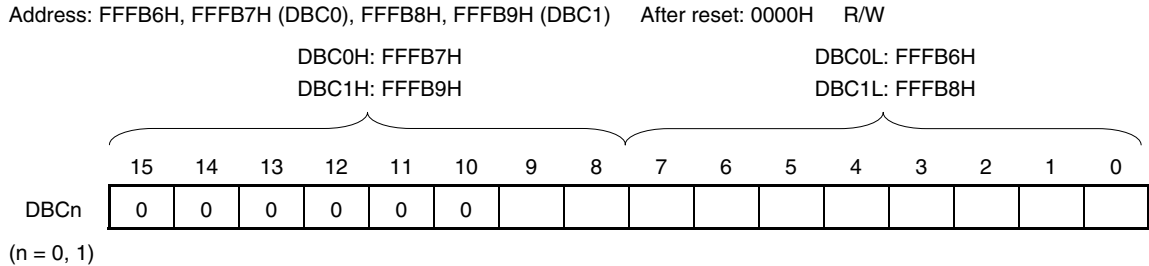 Address: FFFB6H, FFFB7H (DBC0), FFFB8H, FFFB9H (DBC1) After reset: 0000H R/W
DBC0H: FFFB7H DBC0L: FFFB6H
DBC1H: FFFB9H DBC1L: FFFB8H
15 14 13 12 11 10 9 8 7 6 5 4 3 2 1 0
DBCn 0 0 0 0 0 0
(n = 0, 1)